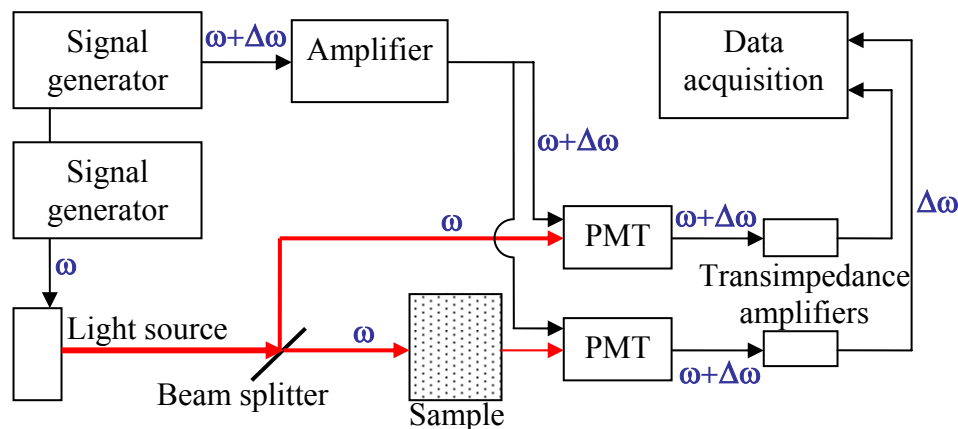 Signal
generator
ω+Δω
Amplifier
Data
acquisition
ω+Δω
Signal
generator
ω
PMT
ω+Δω
Δω
ω
Transimpedance
amplifiers
Light source
ω
PMT
ω+Δω
Beam splitter
Sample